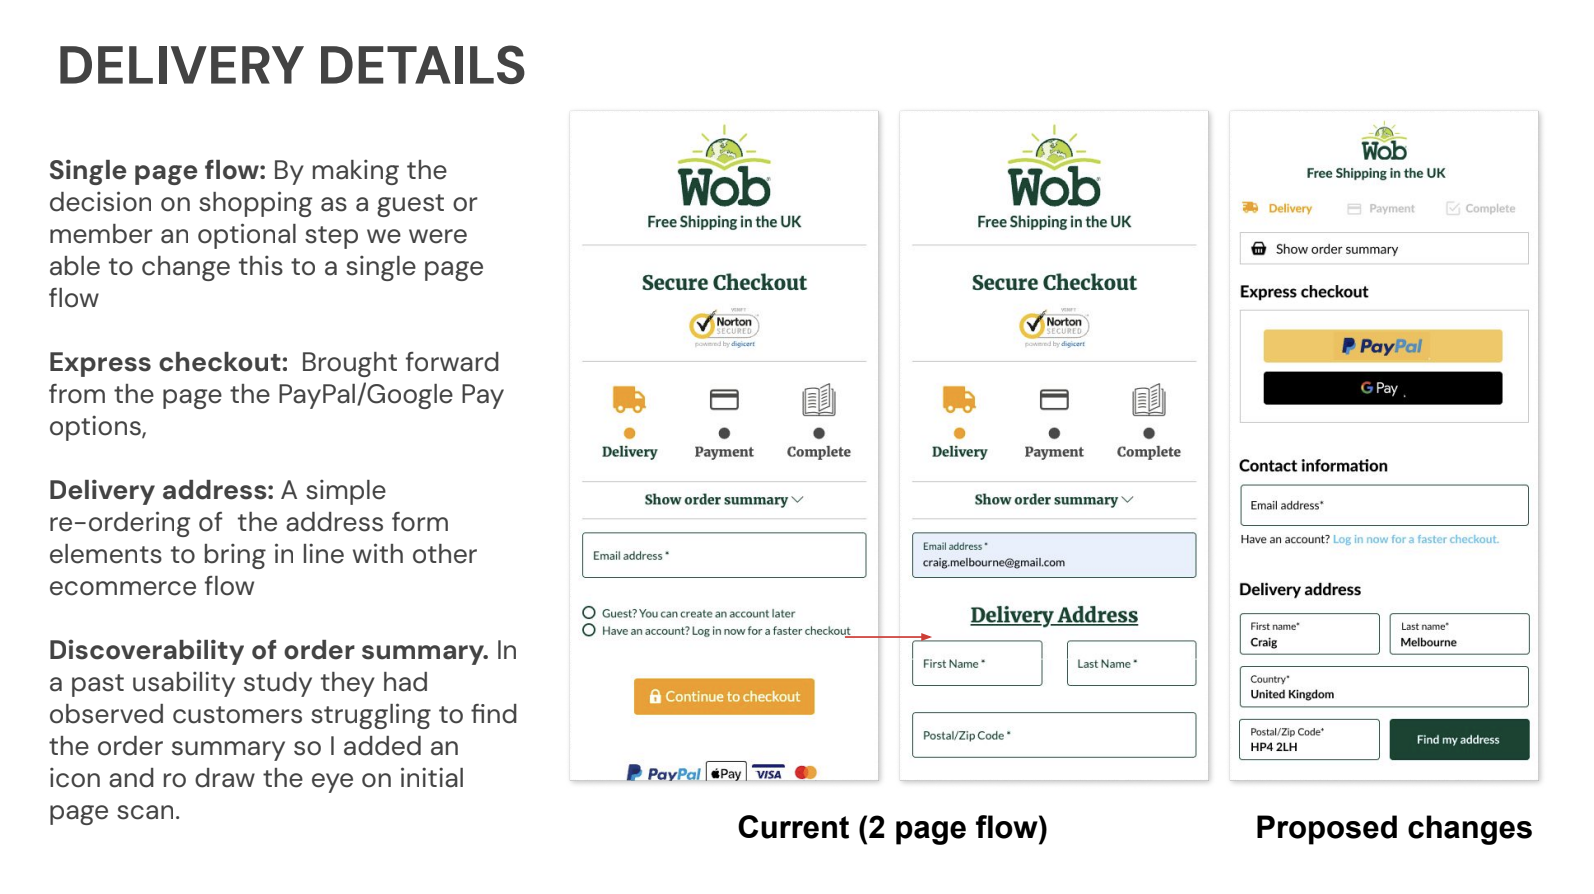 DELIVERY DETAILS
Single page flow: By making the
decision on shopping as a guest or
member an optional step we were
able to change this to a single page
flow
Express checkout:  Brought forward
from the page the PayPal/Google Pay
options,
Delivery address: A simple
re-ordering of  the address form
elements to bring in line with other
ecommerce flow
Discoverability of order summary. In
a past usability study they had
observed customers struggling to find
the order summary so I added an
icon and ro draw the eye on initial
page scan.
Wob
Free Shipping in the UK
Secure Checkout
VERIFY
Norton
SECURED
powered by digicert
Delivery
Payment
Complete
Show order summary
Email address *
Guest? You can create an account later
Have an account? Log in now for a faster checkout
Continue to checkout
PayPal
Pay
VISA
Wob
Free Shipping in the UK
Secure Checkout
VERIFY
Norton
SECURED
powered by digicert
Delivery
Payment
Complete
Show order summary
Email address *
craig.melbourne@gmail.com
Delivery Address
First Name *
Last Name *
Postal/Zip Code *
Current (2 page flow)
Wob
Free Shipping in the UK
Delivery
Payment
Complete
Show order summary
Express checkout
PayPal
G Pay
Contact information
Email address*
Have an account? Log in now for a faster checkout.
Delivery address
First name*
Craig
Last name*
Melbourne
Country*
United Kingdom
Postal/Zip Code*
HP4 2LH
Find my address
Proposed changes